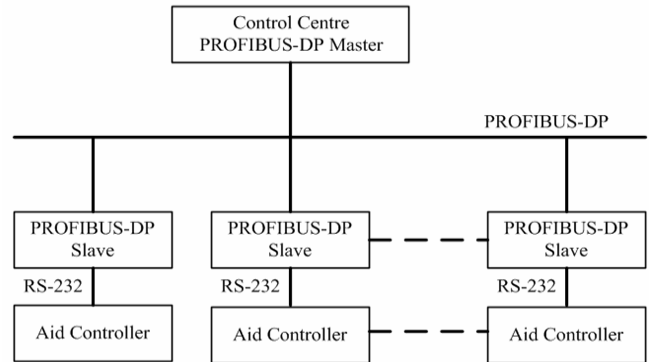 Control Centre
PROFIBUS-DP Master
PROFIBUS-DP
PROFIBUS-DP
Slave
PROFIBUS-DP
Slave
PROFIBUS-DP
Slave
RS-232
RS-232
RS-232
Aid Controller
Aid Controller
Aid Controller